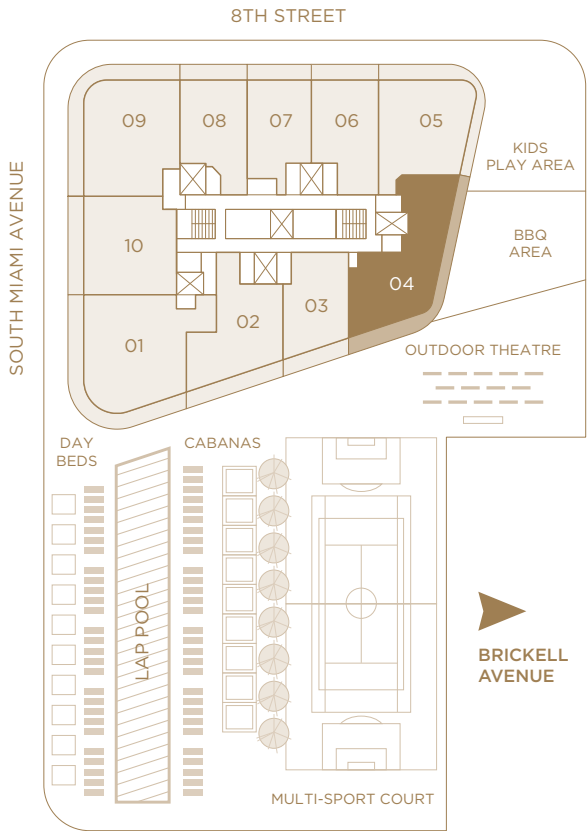 8TH STREET
09
08
07
06
05
KIDS
PLAY AREA
SOUTH MIAMI AVENUE
10
BBQ
AREA
04
03
02
01
OUTDOOR THEATRE
DAY
BEDS
CABANAS
LAP POOL
BRICKELL
AVENUE
MULTI-SPORT COURT